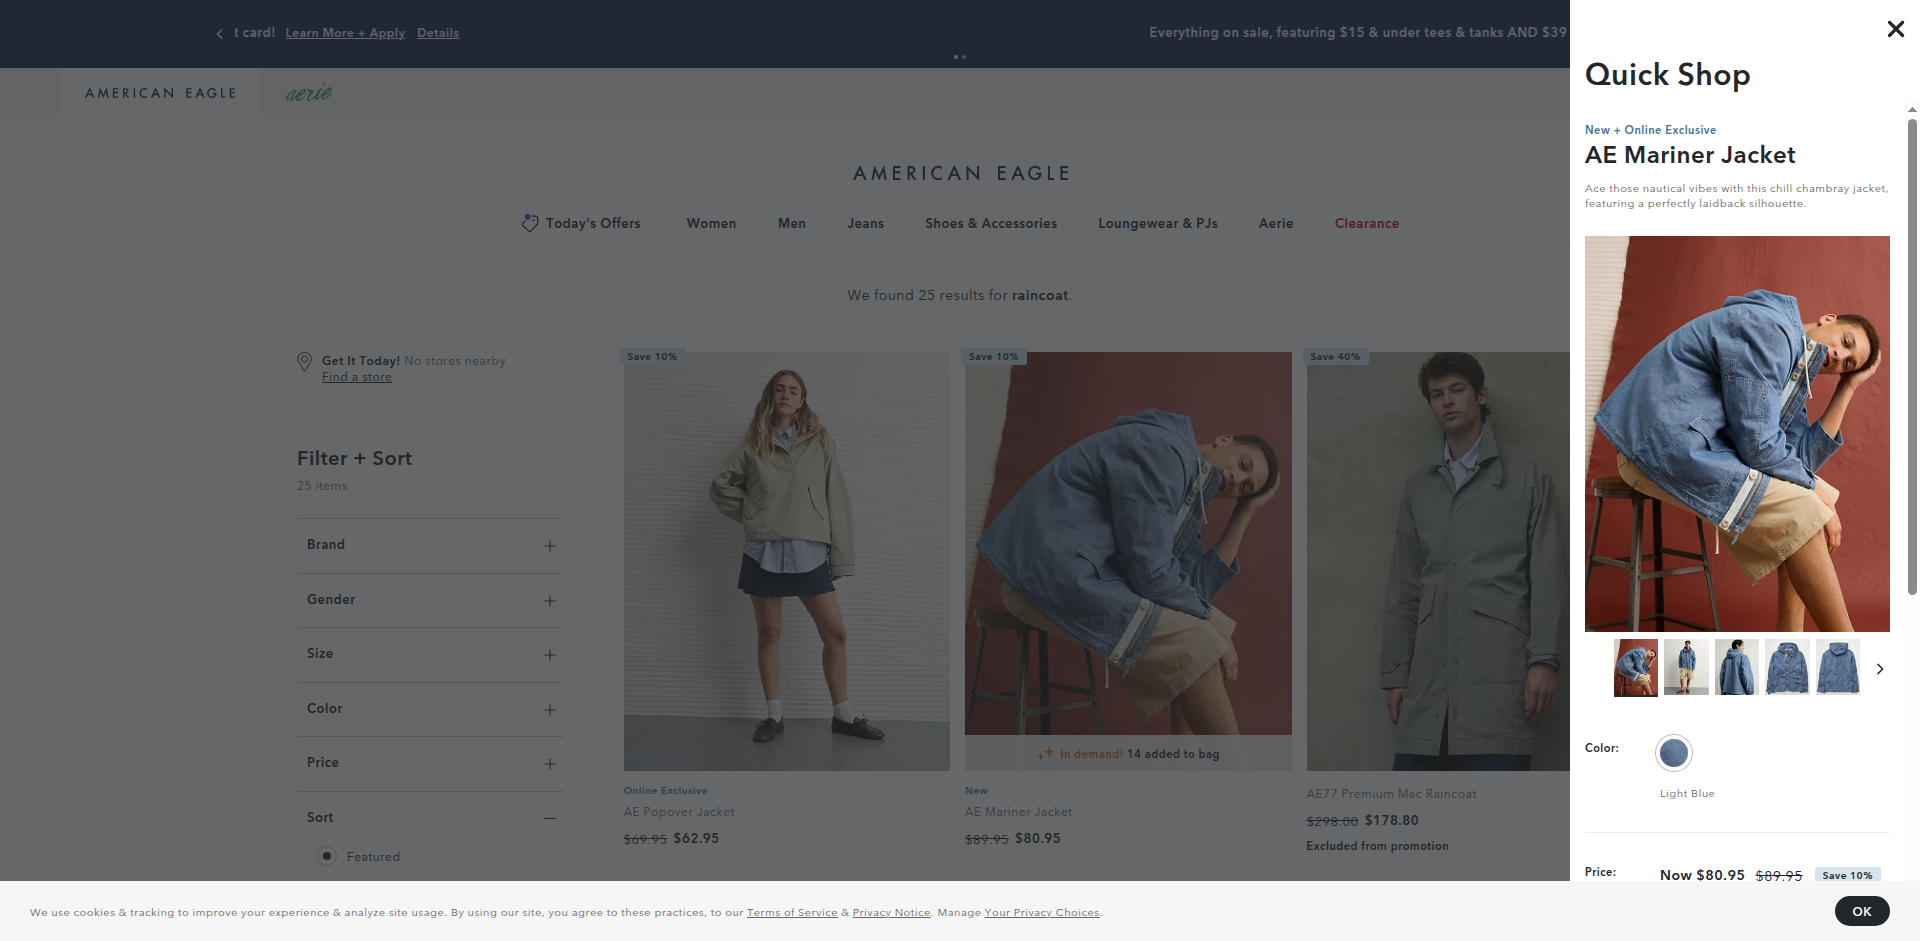 t card! Learn More + Apply Details
Everything on sale, featuring $15 & under tees & tanks AND $39
AMERICAN EAGLE
aerie
AMERICAN EAGLE
Today's Offers Women Men Jeans Shoes & Accessories Loungewear & PJs Aerie Clearance
We found 25 results for raincoat.
Get It Today! No stores nearby
Find a store
Filter + Sort
25 items
Brand
Gender
Size
Color
Price
Sort
Featured
Save 10%
Online Exclusive
AE Popover Jacket
$69.95 $62.95
Save 10%
In demand! 14 added to bag
New
AE Mariner Jacket
$89.95 $80.95
Save 40%
AE77 Premium Mac Raincoat
$298.00 $178.80
Excluded from promotion
Quick Shop
New + Online Exclusive
AE Mariner Jacket
Ace those nautical vibes with this chill chambray jacket,
featuring a perfectly laidback silhouette.
Color:
Light Blue
Price: Now $80.95 $89.95 Save 10%
We use cookies & tracking to improve your experience & analyze site usage. By using our site, you agree to these practices, to our Terms of Service & Privacy Notice. Manage Your Privacy Choices.
OK